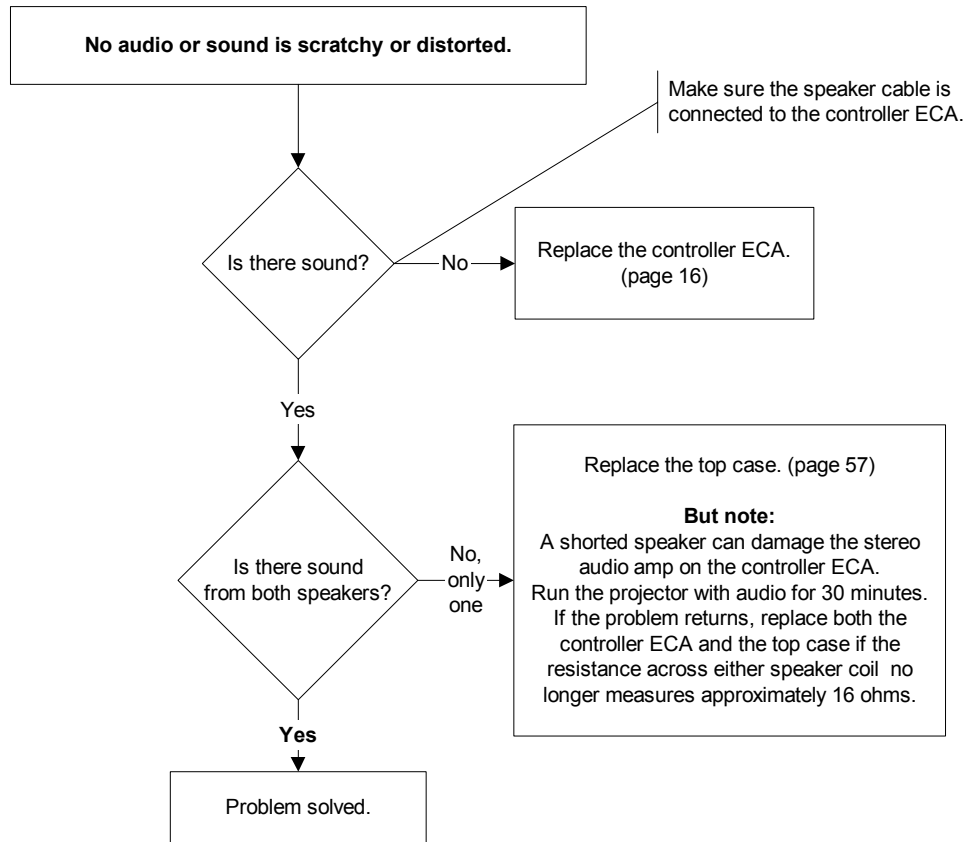 No audio or sound is scratchy or distorted.
Make sure the speaker cable is
connected to the controller ECA.
Is there sound?
No
Replace the controller ECA.
(page 16)
Yes
Is there sound
from both speakers?
No,
only
one
Replace the top case. (page 57)
But note:
A shorted speaker can damage the stereo
audio amp on the controller ECA.
Run the projector with audio for 30 minutes.
If the problem returns, replace both the
controller ECA and the top case if the
resistance across either speaker coil  no
longer measures approximately 16 ohms.
Yes
Problem solved.